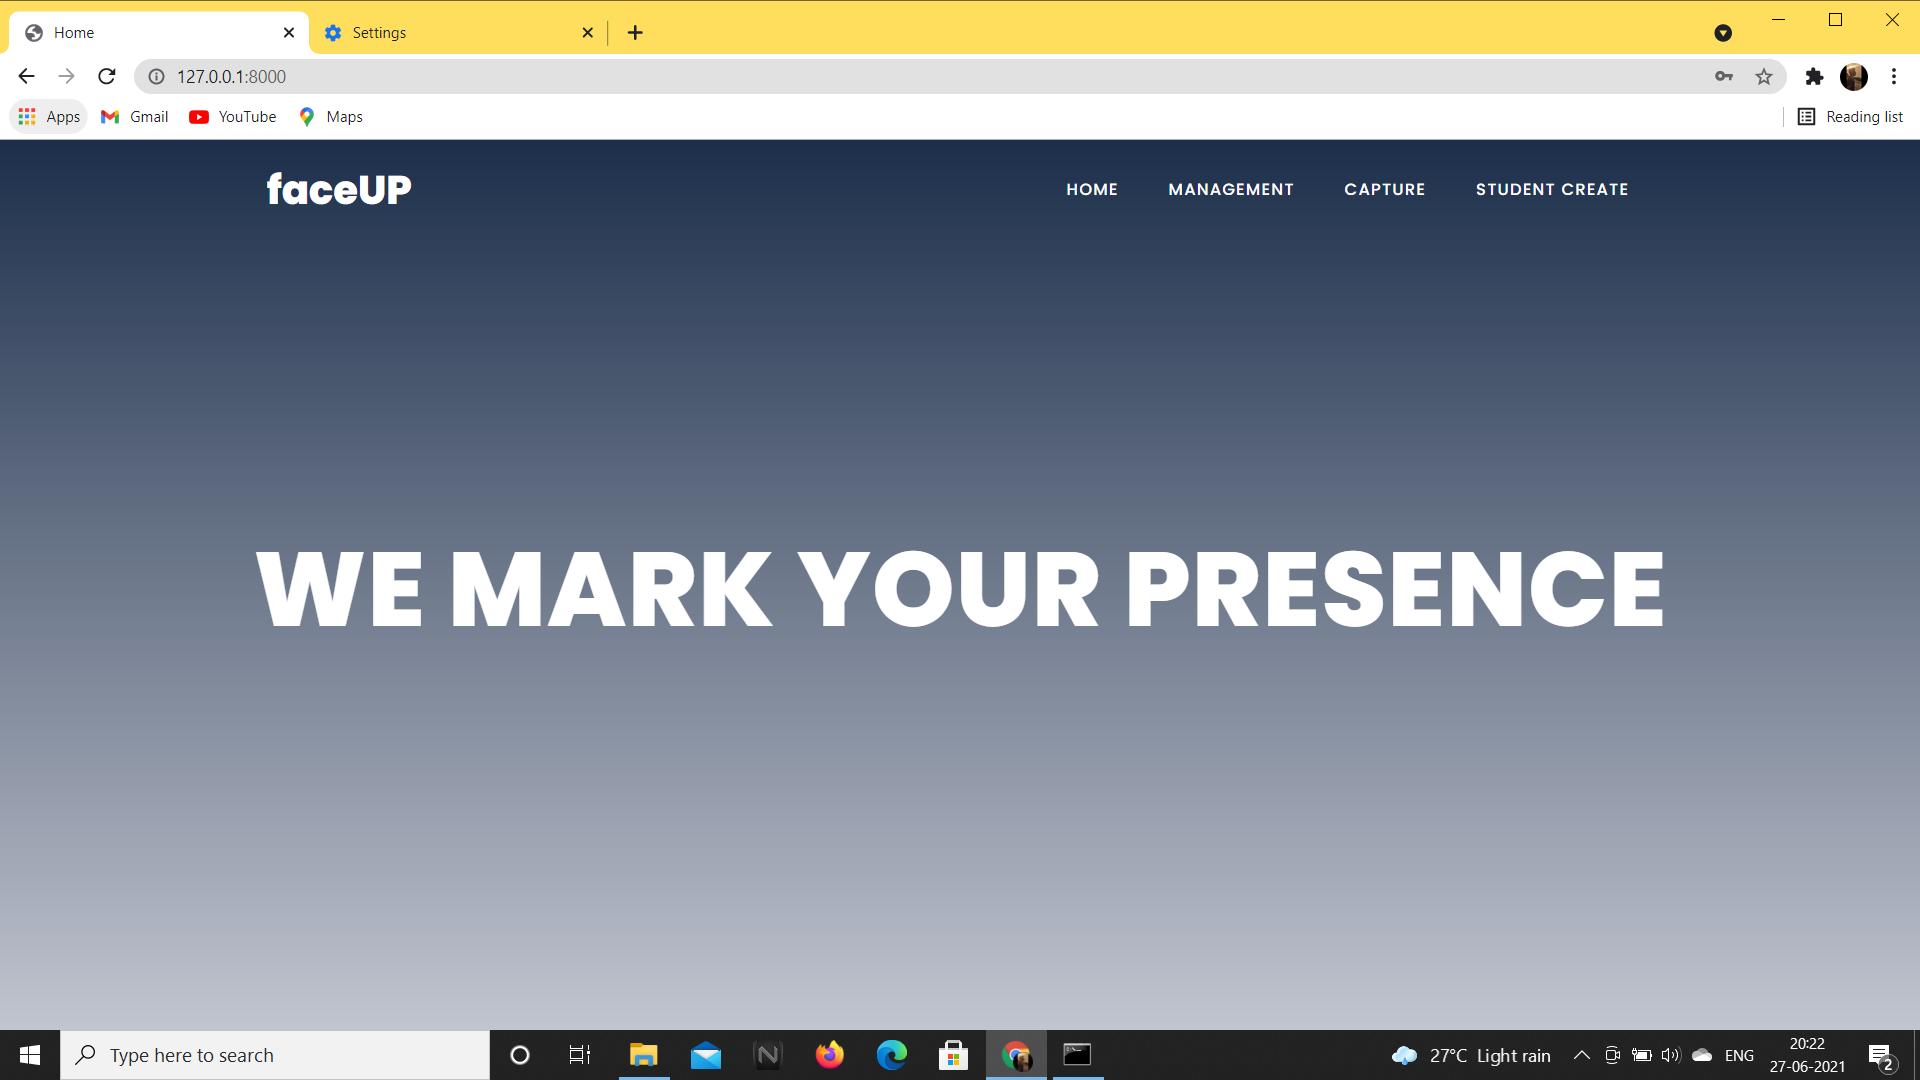 Home
Settings
127.0.0.1:8000
Apps
Gmail
YouTube
Maps
Reading list
faceUP
HOME
MANAGEMENT
CAPTURE
STUDENT CREATE
WE MARK YOUR PRESENCE
Type here to search
N
27°C Light rain
ENG
20:22
27-06-2021
2